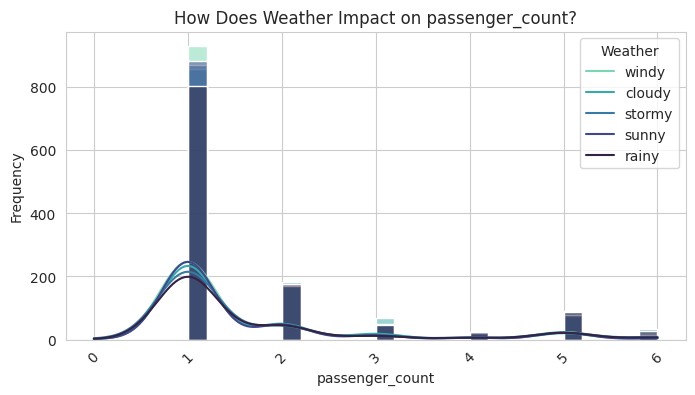 How Does Weather Impact on passenger_count?
Weather
windy
cloudy
stormy
sunny
rainy
Frequency
800
600
400
200
0
0 1 2 3 4 5 6
passenger_count